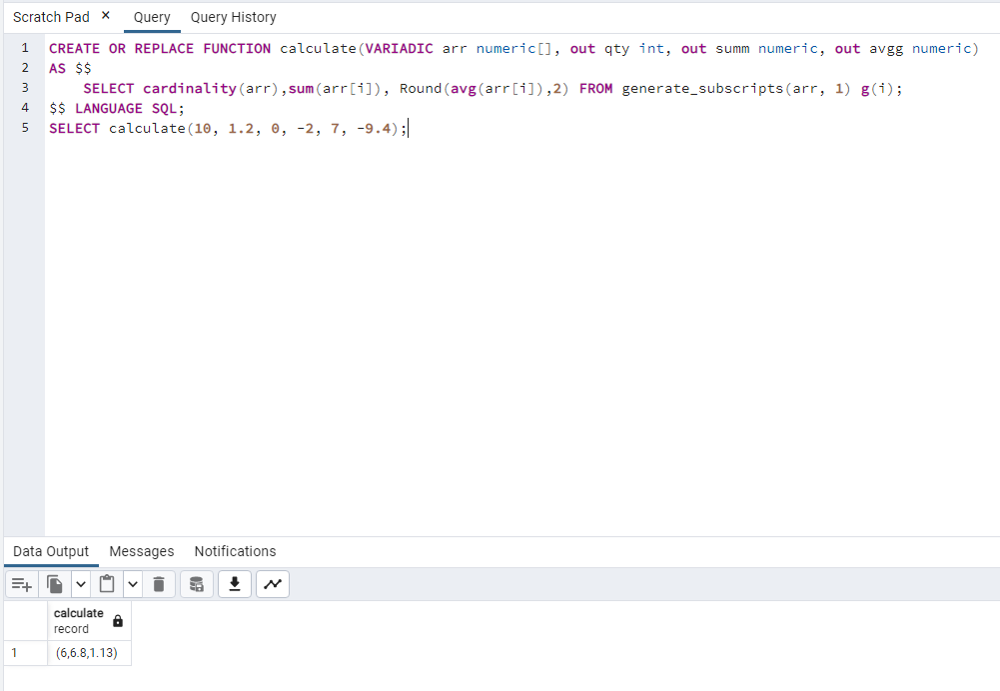 Scratch Pad × Query Query History
1 CREATE OR REPLACE FUNCTION calculate(VARIADIC arr numeric[], out qty int, out summ numeric, out avgg numeric)
2 AS $$
3 SELECT cardinality(arr),sum(arr[i]), Round(avg(arr[i]),2) FROM generate_subscripts(arr, 1) g(i);
4 $$ LANGUAGE SQL;
5 SELECT calculate(10, 1.2, 0, -2, 7, -9.4);
Data Output Messages Notifications
calculate
record
1 (6,6.8,1.13)